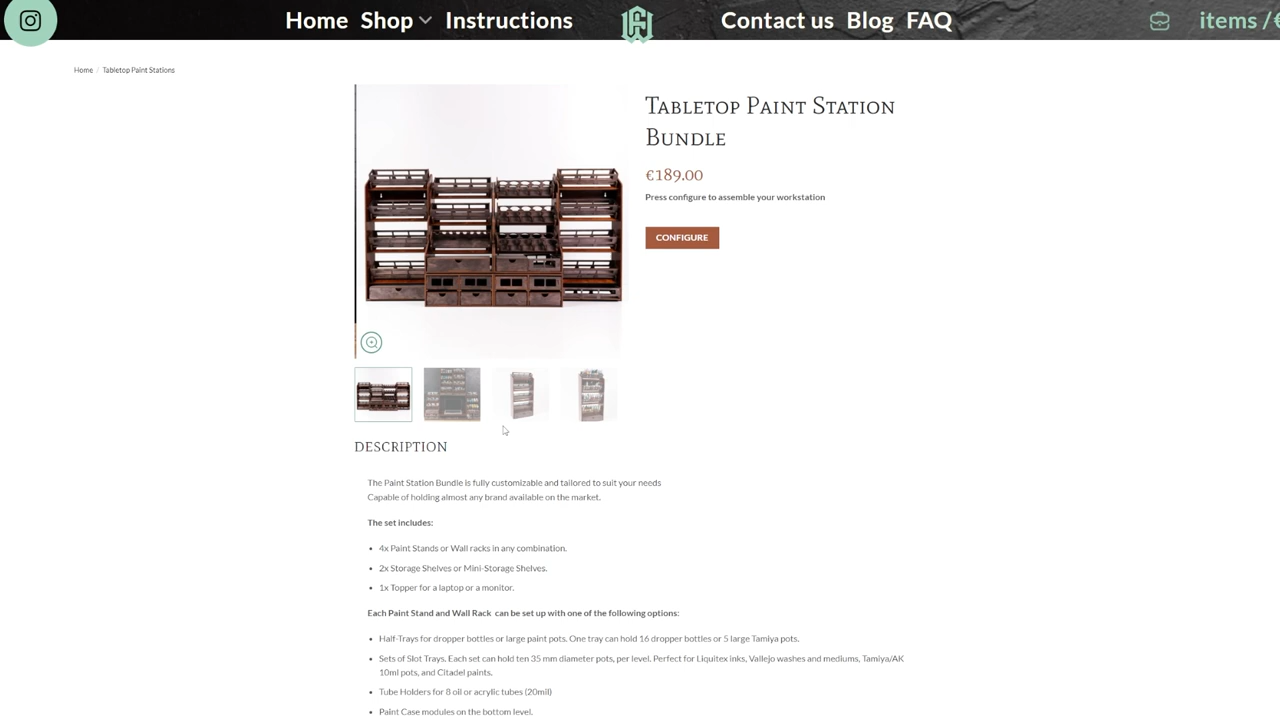 Home Shop Instructions Contact us Blog FAQ items / €
Home / Tabletop Paint Stations
Tabletop Paint Station
Bundle
€189.00
Press configure to assemble your workstation
CONFIGURE
DESCRIPTION
The Paint Station Bundle is fully customizable and tailored to suit your needs
Capable of holding almost any brand available on the market.
The set includes:
4x Paint Stands or Wall racks in any combination.
2x Storage Shelves or Mini-Storage Shelves.
1x Topper for a laptop or a monitor.
Each Paint Stand and Wall Rack can be set up with one of the following options:
Half-Trays for dropper bottles or large paint pots. One tray can hold 16 dropper bottles or 5 large Tamiya pots.
Sets of Slot Trays. Each set can hold ten 35 mm diameter pots, per level. Perfect for Liquitex inks, Vallejo washes and mediums, Tamiya/AK
10ml pots, and Citadel paints.
Tube Holders for 8 oil or acrylic tubes (20mil)
Paint Case modules on the bottom level.